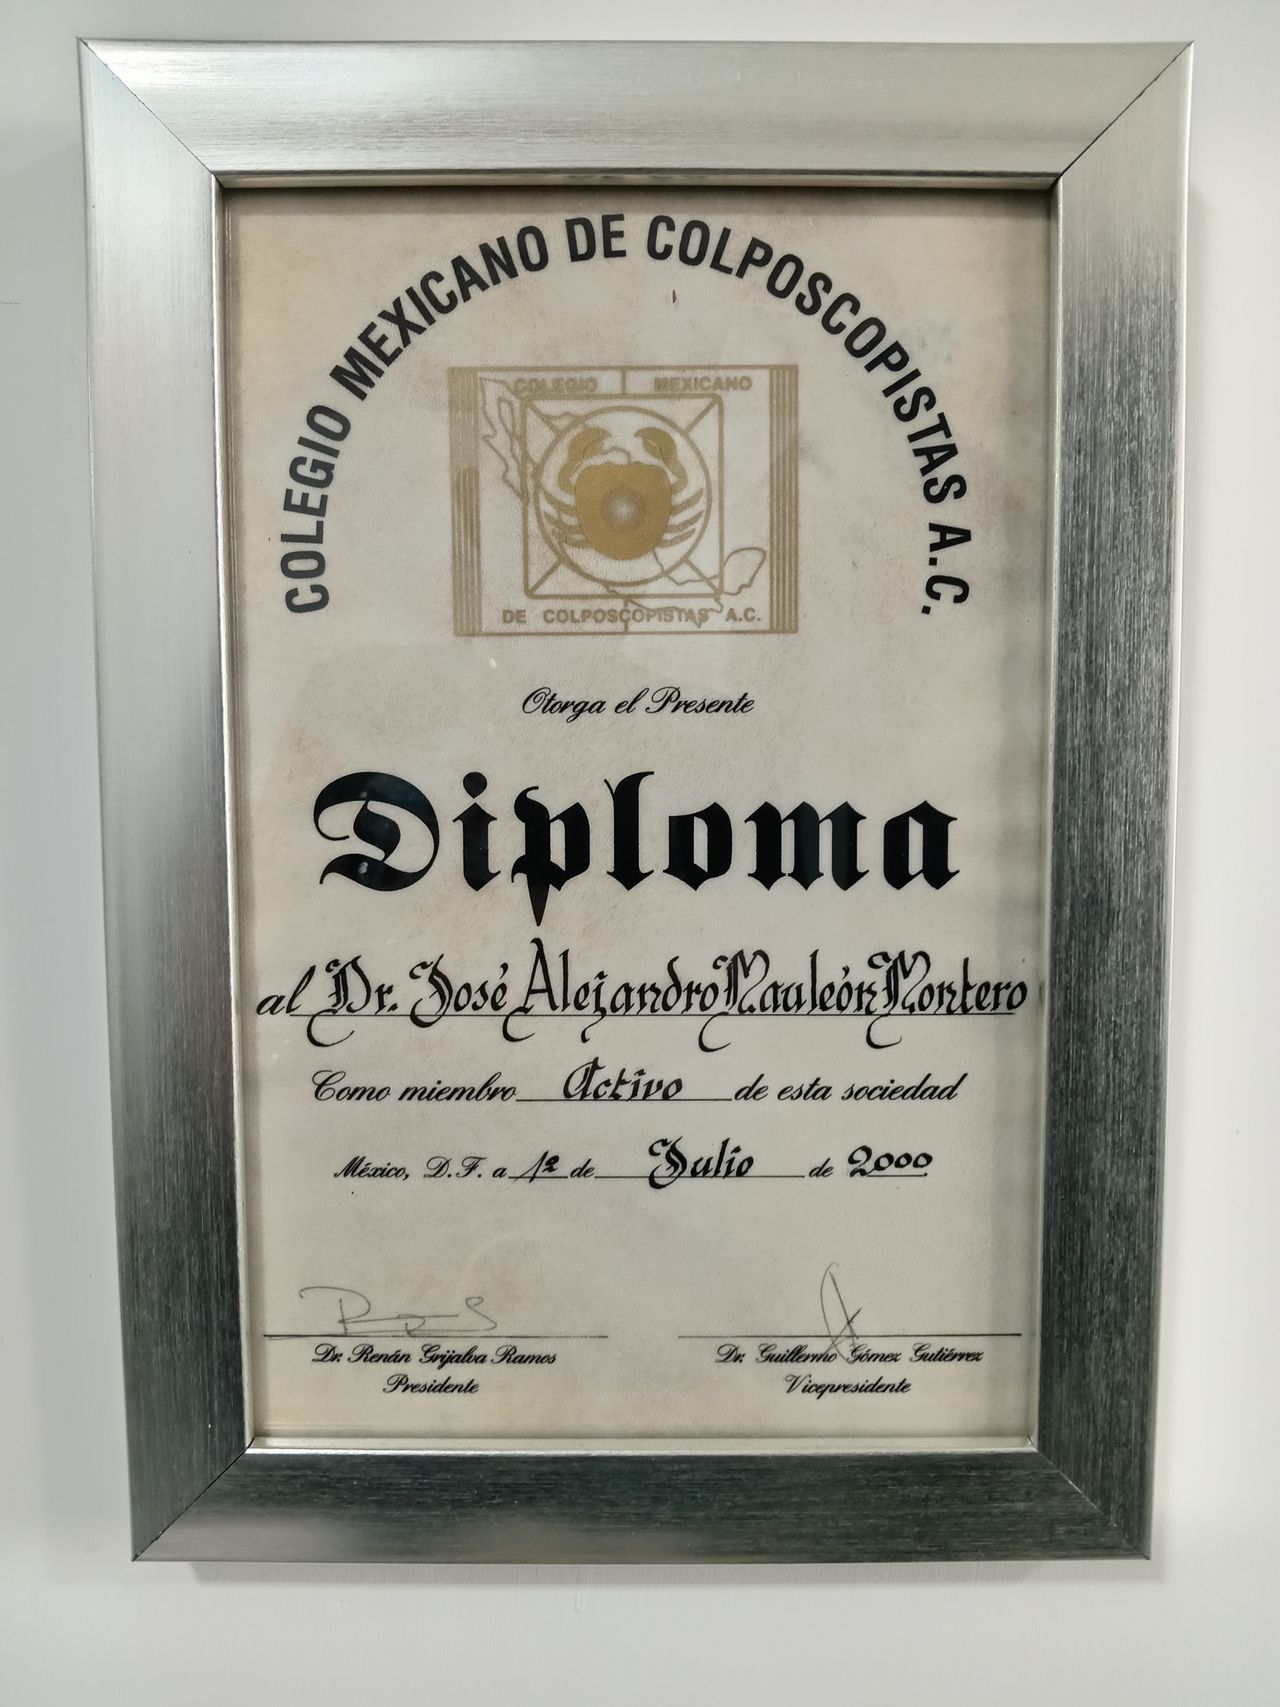 COLEGIO MEXICANO DE COLPOSCOPISTAS A.C.
COLEGIO MEXICANO
DE COLPOSCOPISTAS A.C.
Otorga el Presente
Diploma
al Dr. José Alejandro Mauleón Montero
Como miembro Activo de esta sociedad
México, D.F. a 1º de Julio de 2000
Dr. Renán Grijalva Ramos
Presidente
Dr. Guillermo Gómez Gutiérrez
Vicepresidente